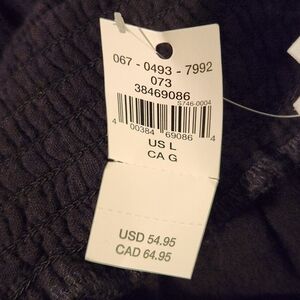 067 - 0493 - 7992
073
38469086
S746-0004
4 00384 69086 4
US L
CA G
USD 54.95
CAD 64.95